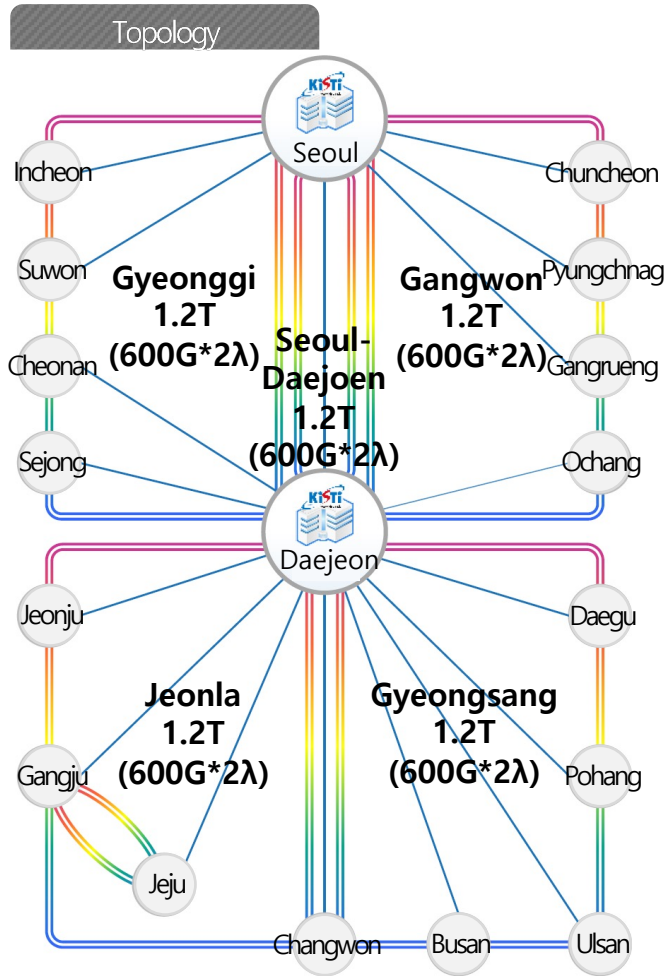 Topology
KiSTi
Seoul
Incheon
Chuncheon
Suwon
Pyungchnag
Gyeonggi
1.2T
(600G*2λ)
Gangwon
1.2T
(600G*2λ)
Seoul-
Daejoen
1.2T
(600G*2λ)
Cheonan
Gangrueng
Sejong
Ochang
KiSTi
Daejeon
Jeonju
Daegu
Jeonla
1.2T
(600G*2λ)
Gyeongsang
1.2T
(600G*2λ)
Gangju
Pohang
Jeju
Changwon
Busan
Ulsan